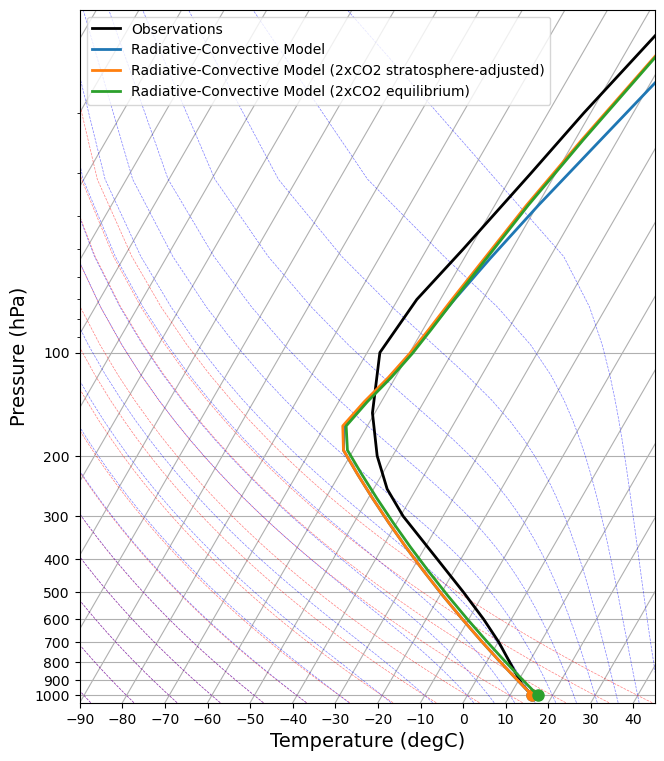 Observations
Radiative-Convective Model
Radiative-Convective Model (2xCO2 stratosphere-adjusted)
Radiative-Convective Model (2xCO2 equilibrium)
Pressure (hPa)
100
200
300
400
500
600
700
800
900
1000
−90 −80 −70 −60 −50 −40 −30 −20 −10 0 10 20 30 40
Temperature (degC)